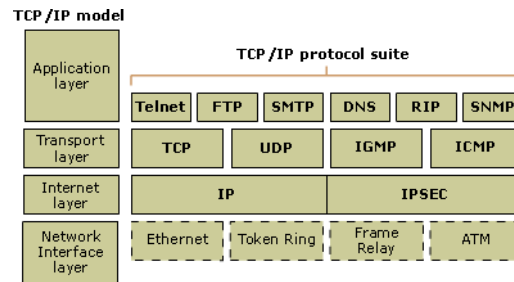 TCP/IP model
TCP/IP protocol suite
Application
layer
Telnet FTP SMTP DNS RIP SNMP
Transport
layer
TCP UDP IGMP ICMP
Internet
layer
IP IPSEC
Network
Interface
layer
Ethernet Token Ring Frame
Relay ATM